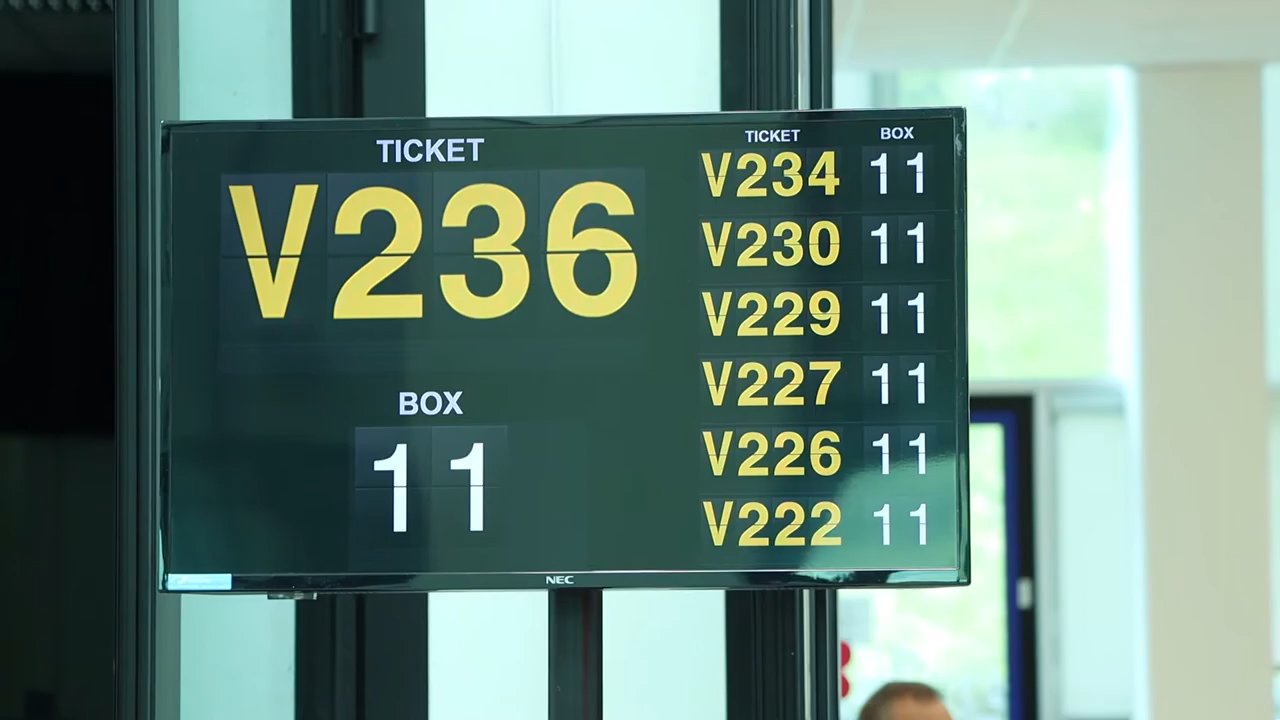 TICKET
V236
BOX
11
TICKET BOX
V234 11
V230 11
V229 11
V227 11
V226 11
V222 11
NEC